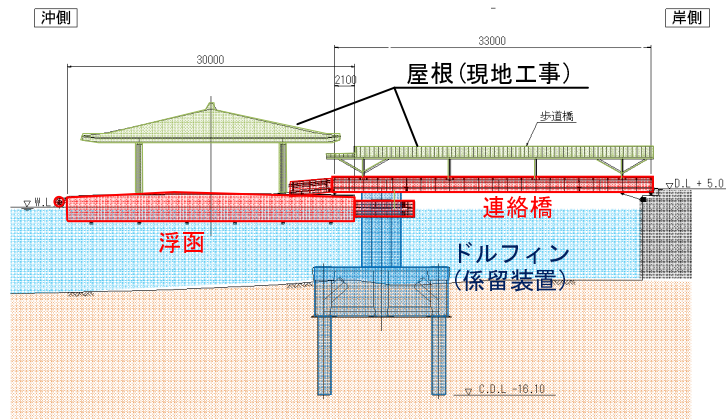 沖側
岸側
33000
30000
2100
屋根(現地工事)
歩道橋
W.L
D.L + 5.0
連絡橋
浮函
ドルフィン
(係留装置)
C.D.L -16.10